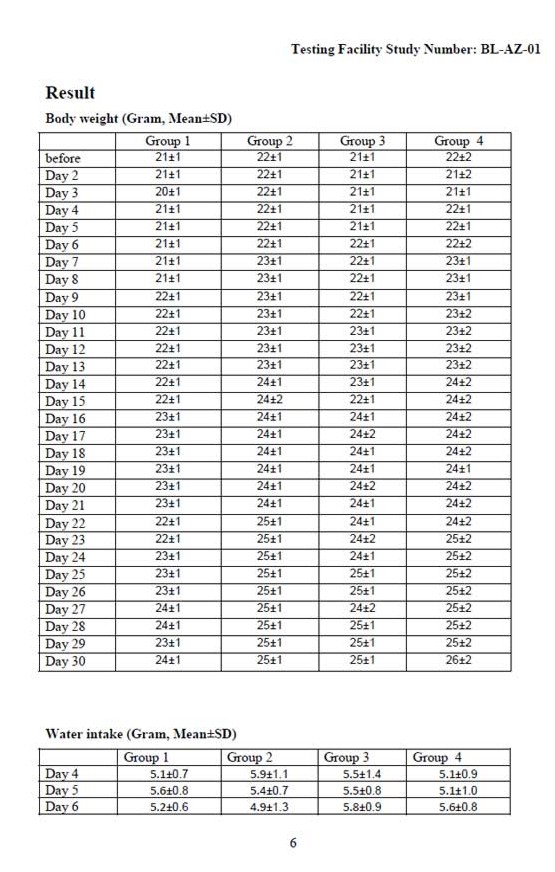 Testing Facility Study Number: BL-AZ-01
Result
Body weight (Gram, Mean±SD)
Group 1 Group 2 Group 3 Group 4
before 21±1 22±1 21±1 22±2
Day 2 21±1 22±1 21±1 21±2
Day 3 20±1 22±1 21±1 21±1
Day 4 21±1 22±1 21±1 22±1
Day 5 21±1 22±1 21±1 22±1
Day 6 21±1 22±1 22±1 22±2
Day 7 21±1 23±1 22±1 23±1
Day 8 21±1 23±1 22±1 23±1
Day 9 22±1 23±1 22±1 23±1
Day 10 22±1 23±1 22±1 23±2
Day 11 22±1 23±1 23±1 23±2
Day 12 22±1 23±1 23±1 23±2
Day 13 22±1 23±1 23±1 23±2
Day 14 22±1 24±1 23±1 24±2
Day 15 22±1 24±2 22±1 24±2
Day 16 23±1 24±1 24±1 24±2
Day 17 23±1 24±1 24±2 24±2
Day 18 23±1 24±1 24±1 24±2
Day 19 23±1 24±1 24±1 24±1
Day 20 23±1 24±1 24±2 24±2
Day 21 23±1 24±1 24±1 24±2
Day 22 22±1 25±1 24±1 24±2
Day 23 22±1 25±1 24±2 25±2
Day 24 23±1 25±1 24±1 25±2
Day 25 23±1 25±1 25±1 25±2
Day 26 23±1 25±1 25±1 25±2
Day 27 24±1 25±1 24±2 25±2
Day 28 24±1 25±1 25±1 25±2
Day 29 23±1 25±1 25±1 25±2
Day 30 24±1 25±1 25±1 26±2
Water intake (Gram, Mean±SD)
Group 1 Group 2 Group 3 Group 4
Day 4 5.1±0.7 5.9±1.1 5.5±1.4 5.1±0.9
Day 5 5.6±0.8 5.4±0.7 5.5±0.8 5.1±1.0
Day 6 5.2±0.6 4.9±1.3 5.8±0.9 5.6±0.8
6